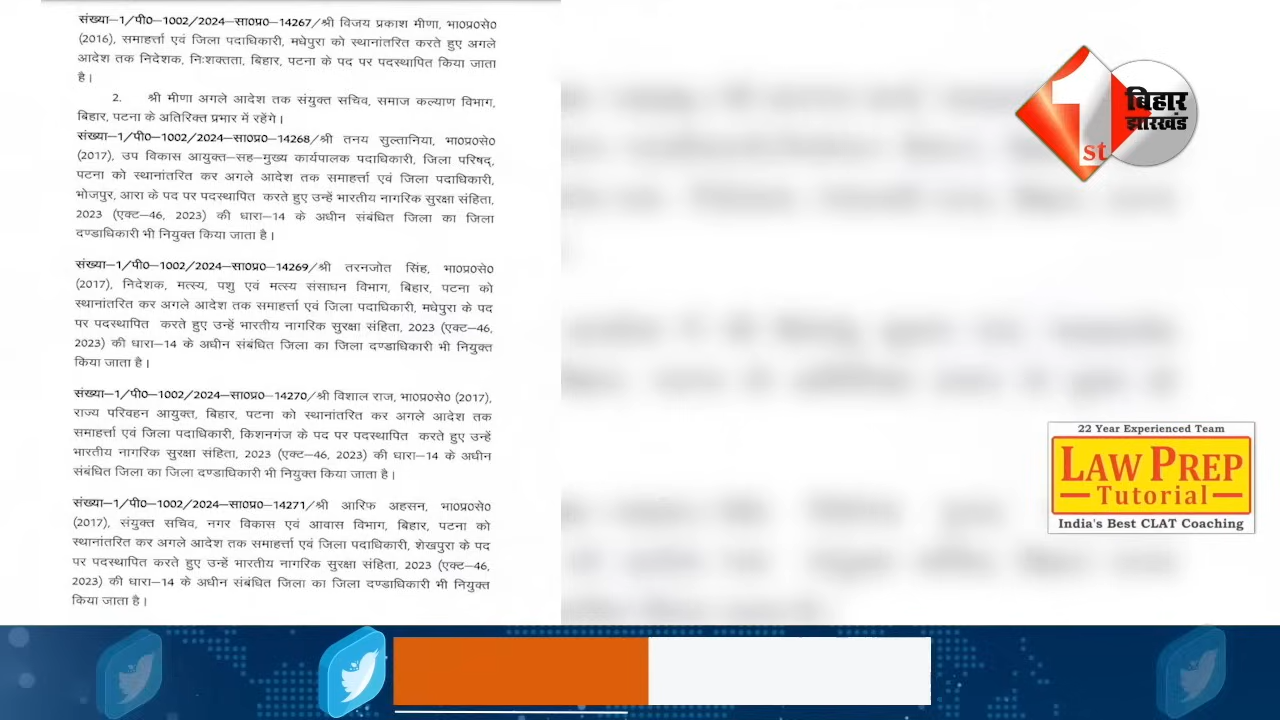 संख्या–1/पी0–1002/2024–सा0प्र0–14267/श्री विजय प्रकाश मीणा, भा0प्र0से0
(2016), समाहर्त्ता एवं जिला पदाधिकारी, मधेपुरा को स्थानांतरित करते हुए अगले
आदेश तक निदेशक, निःशक्तता, बिहार, पटना के पद पर पदस्थापित किया जाता
है।
2. श्री मीणा अगले आदेश तक संयुक्त सचिव, समाज कल्याण विभाग,
बिहार, पटना के अतिरिक्त प्रभार में रहेंगे।
संख्या–1/पी0–1002/2024–सा0प्र0–14268/श्री तनय सुल्तानिया, भा0प्र0से0
(2017), उप विकास आयुक्त–सह–मुख्य कार्यपालक पदाधिकारी, जिला परिषद्,
पटना को स्थानांतरित कर अगले आदेश तक समाहर्त्ता एवं जिला पदाधिकारी,
भोजपुर, आरा के पद पर पदस्थापित करते हुए उन्हें भारतीय नागरिक सुरक्षा संहिता,
2023 (एक्ट–46, 2023) की धारा–14 के अधीन संबंधित जिला का जिला
दण्डाधिकारी भी नियुक्त किया जाता है।
संख्या–1/पी0–1002/2024–सा0प्र0–14269/श्री तरनजोत सिंह, भा0प्र0से0
(2017), निदेशक, मत्स्य, पशु एवं मत्स्य संसाधन विभाग, बिहार, पटना को
स्थानांतरित कर अगले आदेश तक समाहर्त्ता एवं जिला पदाधिकारी, मधेपुरा के पद
पर पदस्थापित करते हुए उन्हें भारतीय नागरिक सुरक्षा संहिता, 2023 (एक्ट–46,
2023) की धारा–14 के अधीन संबंधित जिला का जिला दण्डाधिकारी भी नियुक्त
किया जाता है।
संख्या–1/पी0–1002/2024–सा0प्र0–14270/श्री विशाल राज, भा0प्र0से0 (2017),
राज्य परिवहन आयुक्त, बिहार, पटना को स्थानांतरित कर अगले आदेश तक
समाहर्त्ता एवं जिला पदाधिकारी, किशनगंज के पद पर पदस्थापित करते हुए उन्हें
भारतीय नागरिक सुरक्षा संहिता, 2023 (एक्ट–46, 2023) की धारा–14 के अधीन
संबंधित जिला का जिला दण्डाधिकारी भी नियुक्त किया जाता है।
संख्या–1/पी0–1002/2024–सा0प्र0–14271/श्री आरिफ अहसन, भा0प्र0से0
(2017), संयुक्त सचिव, नगर विकास एवं आवास विभाग, बिहार, पटना को
स्थानांतरित कर अगले आदेश तक समाहर्त्ता एवं जिला पदाधिकारी, शेखपुरा के पद
पर पदस्थापित करते हुए उन्हें भारतीय नागरिक सुरक्षा संहिता, 2023 (एक्ट–46,
2023) की धारा–14 के अधीन संबंधित जिला का जिला दण्डाधिकारी भी नियुक्त
किया जाता है।
1st
बिहार
झारखंड
22 Year Experienced Team
LAW PREP
Tutorial
India's Best CLAT Coaching